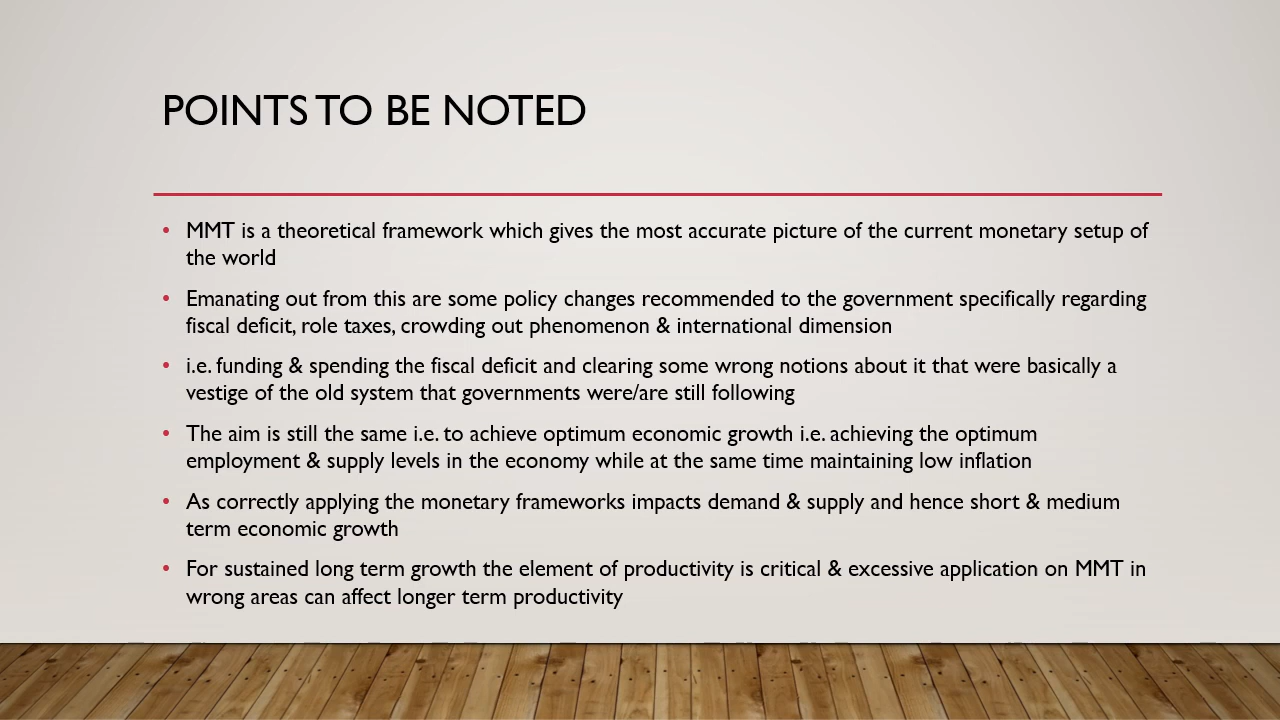 POINTS TO BE NOTED
• MMT is a theoretical framework which gives the most accurate picture of the current monetary setup of
the world
• Emanating out from this are some policy changes recommended to the government specifically regarding
fiscal deficit, role taxes, crowding out phenomenon & international dimension
• i.e. funding & spending the fiscal deficit and clearing some wrong notions about it that were basically a
vestige of the old system that governments were/are still following
• The aim is still the same i.e. to achieve optimum economic growth i.e. achieving the optimum
employment & supply levels in the economy while at the same time maintaining low inflation
• As correctly applying the monetary frameworks impacts demand & supply and hence short & medium
term economic growth
• For sustained long term growth the element of productivity is critical & excessive application on MMT in
wrong areas can affect longer term productivity